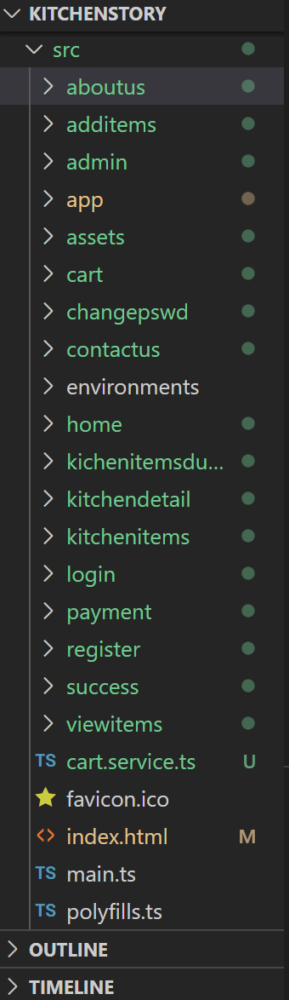 KITCHENSTORY
src
aboutus
additems
admin
app
assets
cart
changepswd
contactus
environments
home
kichenitemsdu...
kitchendetail
kitchenitems
login
payment
register
success
viewitems
TS cart.service.ts U
favicon.ico
<> index.html M
TS main.ts
TS polyfills.ts
OUTLINE
TIMELINE